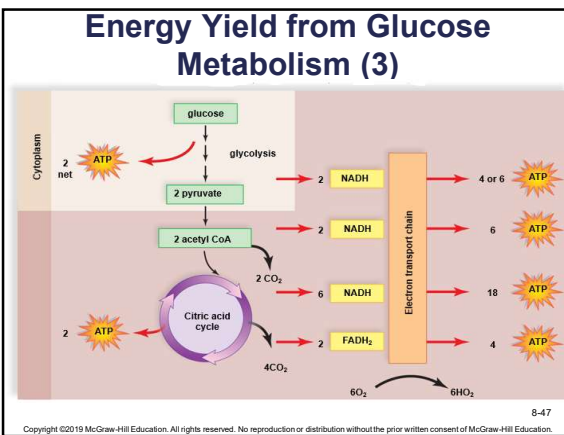 Energy Yield from Glucose
Metabolism (3)
Cytoplasm
glucose
glycolysis
2
net
ATP
2 pyruvate
2 NADH
4 or 6 ATP
2 acetyl CoA
2 NADH
6 ATP
2 CO₂
Citric acid
cycle
2 ATP
6 NADH
18 ATP
4CO₂
2 FADH₂
4 ATP
Electron transport chain
6O₂
6HO₂
8-47
Copyright ©2019 McGraw-Hill Education. All rights reserved. No reproduction or distribution without the prior written consent of McGraw-Hill Education.